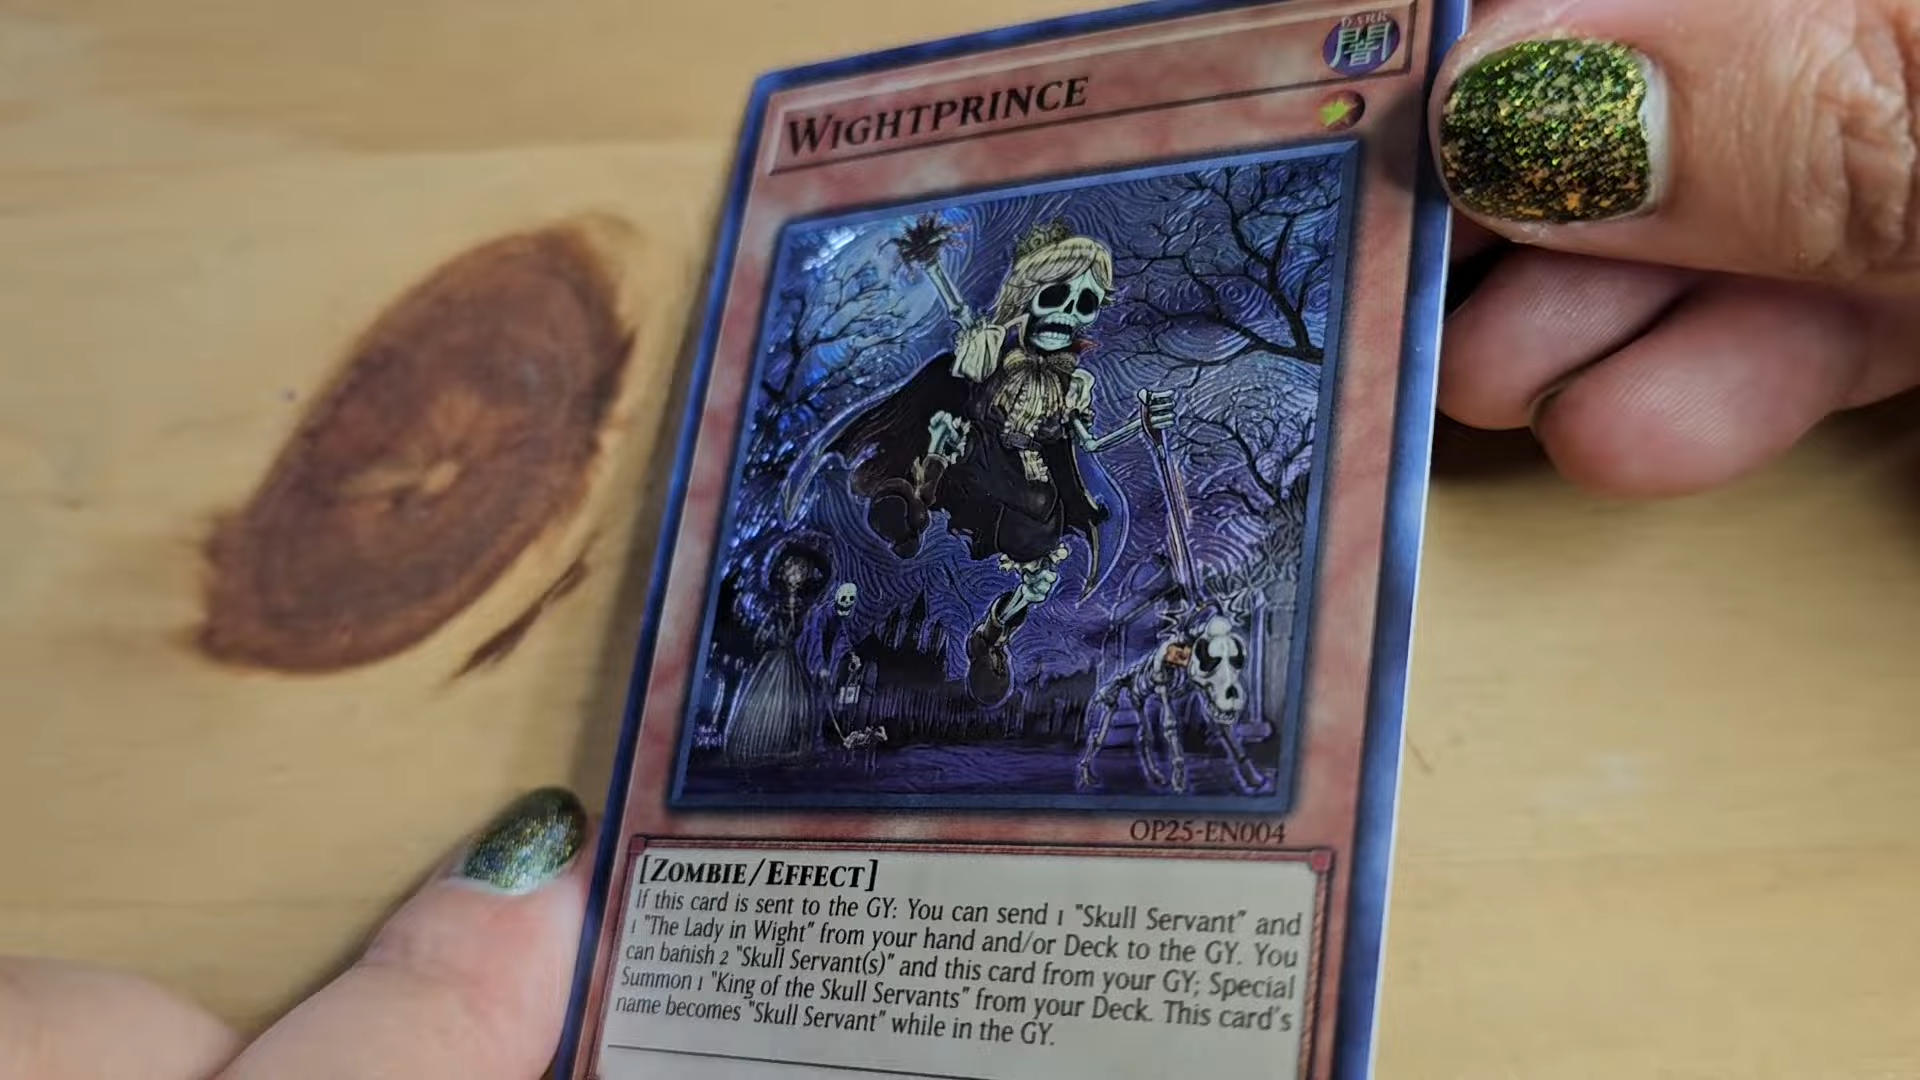 DARK
闇
WIGHTPRINCE
OP25-EN004
[ZOMBIE/EFFECT]
If this card is sent to the GY: You can send 1 "Skull Servant" and
1 "The Lady in Wight" from your hand and/or Deck to the GY. You
can banish 2 "Skull Servant(s)" and this card from your GY; Special
Summon 1 "King of the Skull Servants" from your Deck. This card's
name becomes "Skull Servant" while in the GY.